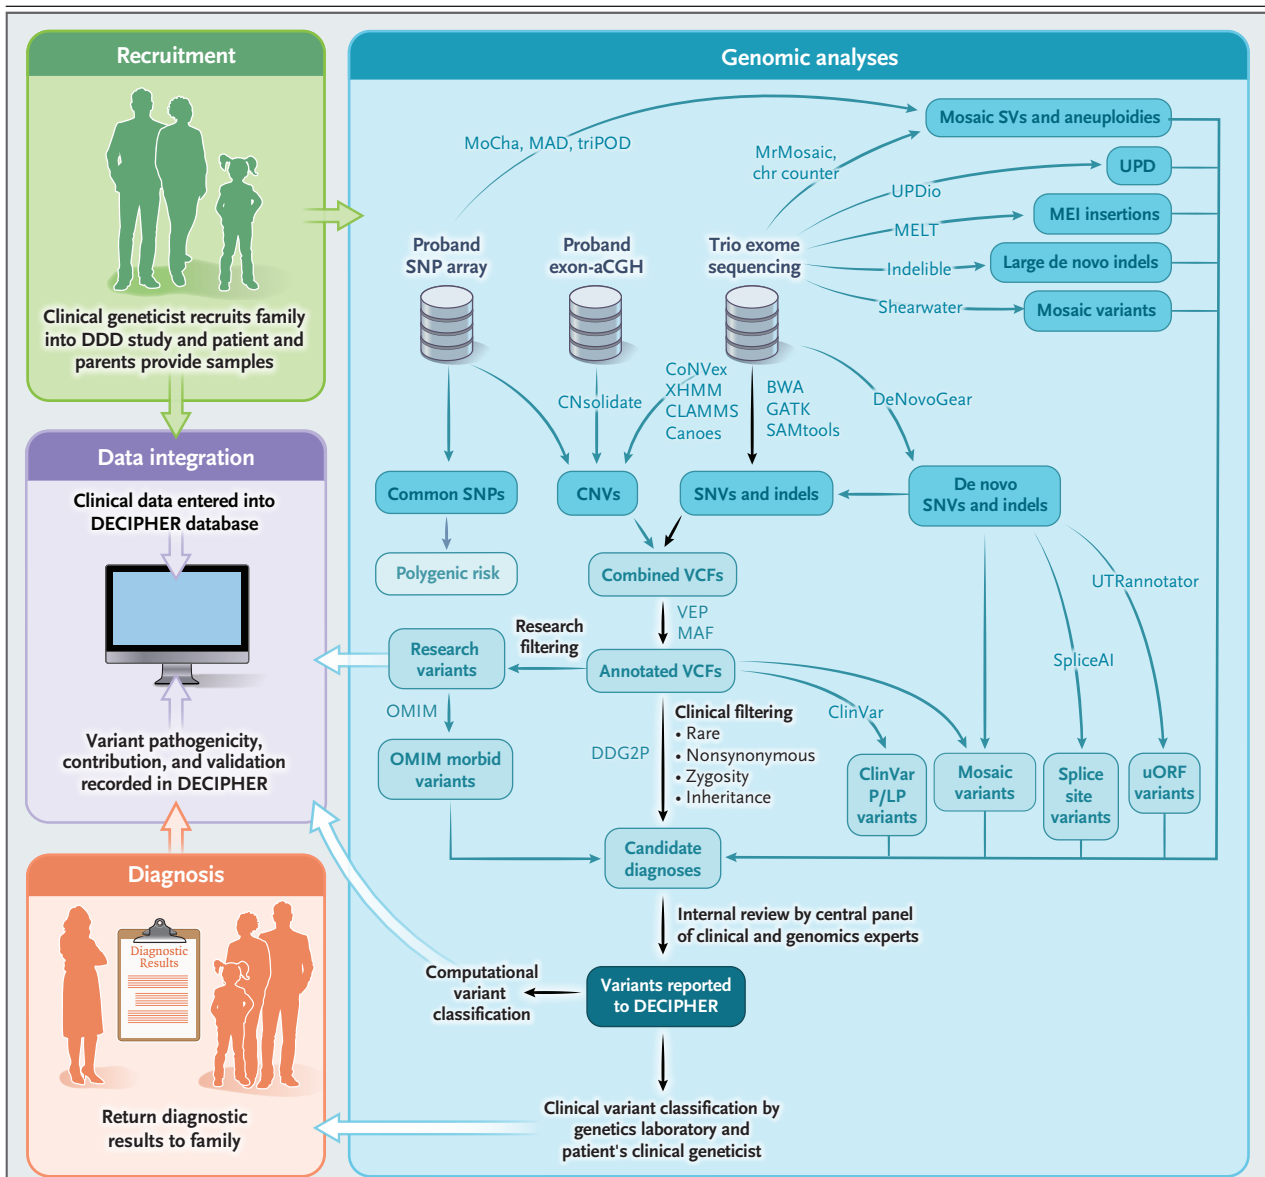 Recruitment
Clinical geneticist recruits family
into DDD study and patient and
parents provide samples
Data integration
Clinical data entered into
DECIPHER database
Variant pathogenicity,
contribution, and validation
recorded in DECIPHER
Diagnosis
Diagnostic
Results
Return diagnostic
results to family
Genomic analyses
MoCha, MAD, triPOD
Mosaic SVs and aneuploidies
MrMosaic,
chr counter
UPDio
UPD
MELT
MEI insertions
Indelible
Large de novo indels
Shearwater
Mosaic variants
Proband
SNP array
Proband
exon-aCGH
Trio exome
sequencing
CNsolidate
CoNVex
XHMM
CLAMMS
Canoes
BWA
GATK
SAMtools
DeNovoGear
Common SNPs
CNVs
SNVs and indels
De novo
SNVs and indels
Polygenic risk
Combined VCFs
UTRannotator
VEP
MAF
Research
filtering
Research
variants
Annotated VCFs
SpliceAI
OMIM
OMIM morbid
variants
DDG2P
Clinical filtering
• Rare
• Nonsynonymous
• Zygosity
• Inheritance
ClinVar
ClinVar
P/LP
variants
Mosaic
variants
Splice
site
variants
uORF
variants
Candidate
diagnoses
Internal review by central panel
of clinical and genomics experts
Computational
variant
classification
Variants reported
to DECIPHER
Clinical variant classification by
genetics laboratory and
patient's clinical geneticist